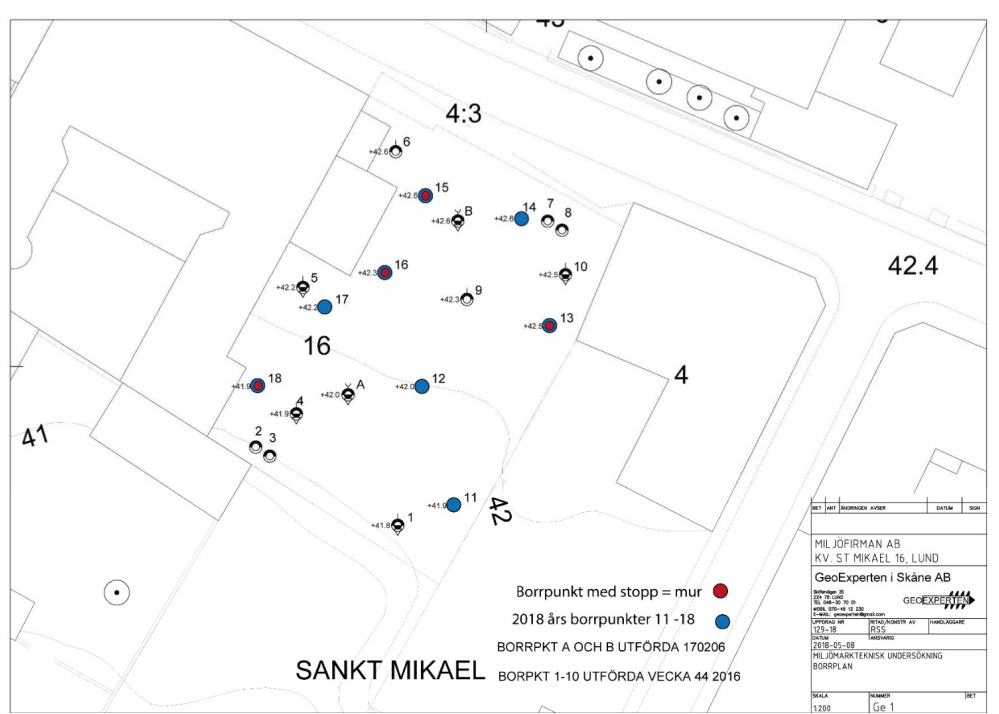 4:3
6
+42.6
15
+42.6
B
+42.6
14
+42.6
7
8
16
+42.3
10
+42.5
42.4
5
+42.2
17
+42.2
9
+42.3
13
+42.5
16
4
18
+41.9
A
+42.0
12
+42.0
4
+41.9
41
2
3
11
+41.9
42
1
+41.8
Borrpunkt med stopp = mur
2018 års borrpunkter 11 -18
BORRPKT A OCH B UTFÖRDA 170206
SANKT MIKAEL
BORPKT 1-10 UTFÖRDA VECKA 44 2016
BET ANT ÄNDRINGEN AVSER DATUM SIGN
MILJÖFIRMAN AB
KV. ST MIKAEL 16, LUND
GeoExperten i Skåne AB
GEOEXPERTEN
UPPDRAG NR RITAD/KONSTR AV HANDLÄGGARE
129-18 RSS
DATUM ANSVARIG
2018-05-08
MILJÖMARKTEKNISK UNDERSÖKNING
BORRPLAN
SKALA NUMMER BET
1:200 Ge 1